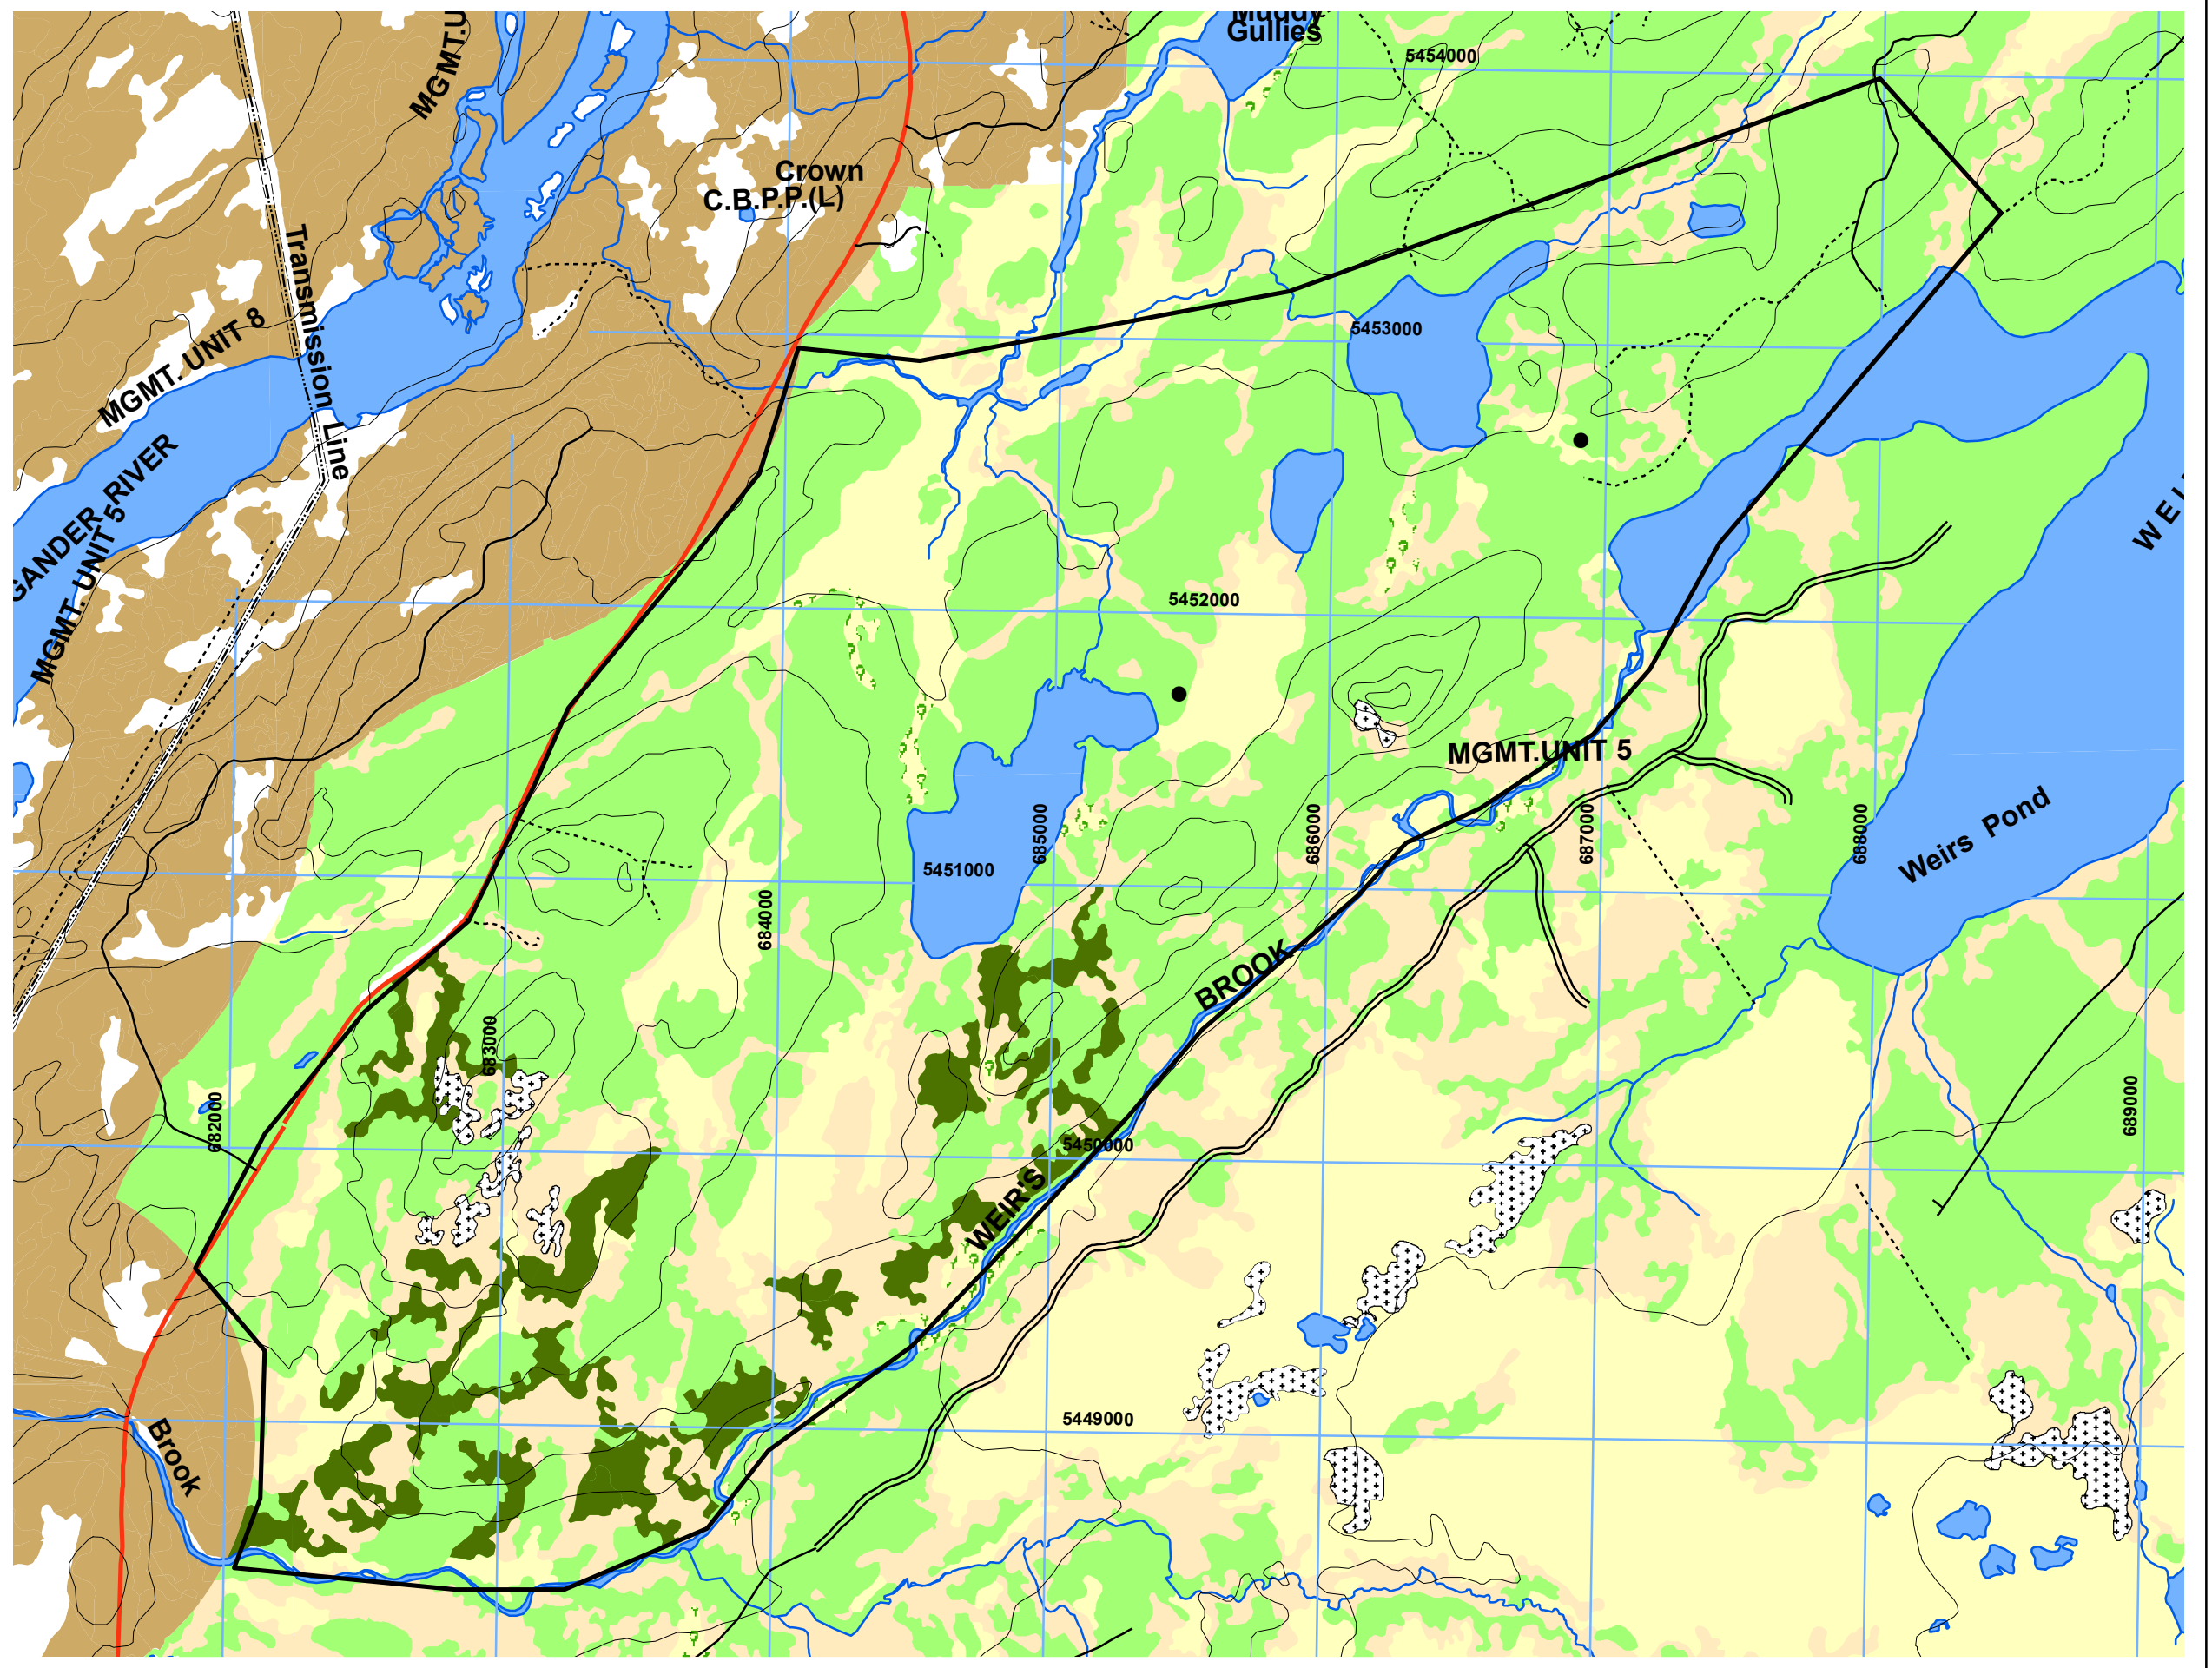 MGMT.U
Muddy
Gullies
5454000
Crown
C.B.P.P.(L)
Transmission Line
MGMT. UNIT 8
5453000
GANDER RIVER
MGMT. UNIT 5
WEI
5452000
MGMT.UNIT 5
685000
686000
687000
688000
Weirs Pond
5451000
684000
BROOK
683000
682000
689000
5450000
WEIR'S
5449000
Brook